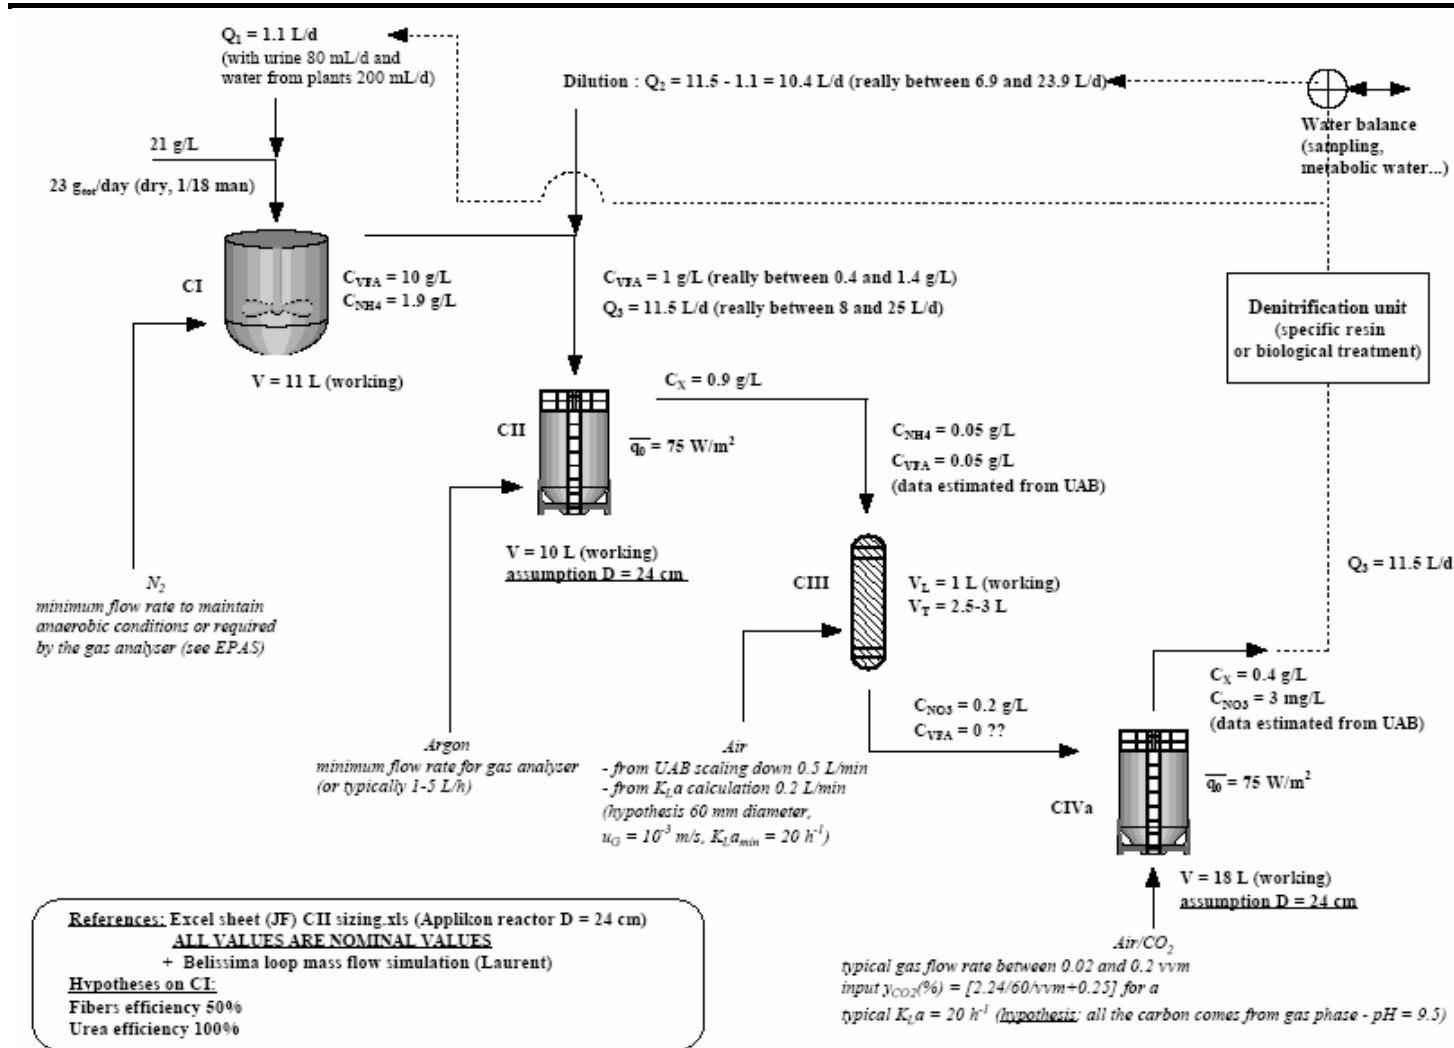 Q1 = 1.1 L/d
(with urine 80 mL/d and
water from plants 200 mL/d)
Dilution : Q2 = 11.5 - 1.1 = 10.4 L/d (really between 6.9 and 23.9 L/d)
Water balance
(sampling,
metabolic water...)
21 g/L
23 gtot/day (dry, 1/18 man)
CI
CVFA = 10 g/L
CNH4 = 1.9 g/L
V = 11 L (working)
CVFA = 1 g/L (really between 0.4 and 1.4 g/L)
Q3 = 11.5 L/d (really between 8 and 25 L/d)
Denitrification unit
(specific resin
or biological treatment)
CX = 0.9 g/L
CII
q0 = 75 W/m2
CNH4 = 0.05 g/L
CVFA = 0.05 g/L
(data estimated from UAB)
V = 10 L (working)
assumption D = 24 cm
N2
minimum flow rate to maintain
anaerobic conditions or required
by the gas analyser (see EPAS)
CIII
VL = 1 L (working)
VT = 2.5-3 L
Q3 = 11.5 L/d
Argon
minimum flow rate for gas analyser
(or typically 1-5 L/h)
Air
- from UAB scaling down 0.5 L/min
- from KLa calculation 0.2 L/min
(hypothesis 60 mm diameter,
uG = 10-3 m/s, KLamin = 20 h-1)
CNO3 = 0.2 g/L
CVFA = 0 ??
CX = 0.4 g/L
CNO3 = 3 mg/L
(data estimated from UAB)
q0 = 75 W/m2
CIVa
V = 18 L (working)
assumption D = 24 cm
Air/CO2
typical gas flow rate between 0.02 and 0.2 vvm
input yCO2(%) = [2.24/60/vvm+0.25] for a
typical KLa = 20 h-1 (hypothesis: all the carbon comes from gas phase - pH = 9.5)
References: Excel sheet (JF) CII sizing.xls (Applikon reactor D = 24 cm)
ALL VALUES ARE NOMINAL VALUES
+ Belissima loop mass flow simulation (Laurent)
Hypotheses on CI:
Fibers efficiency 50%
Urea efficiency 100%